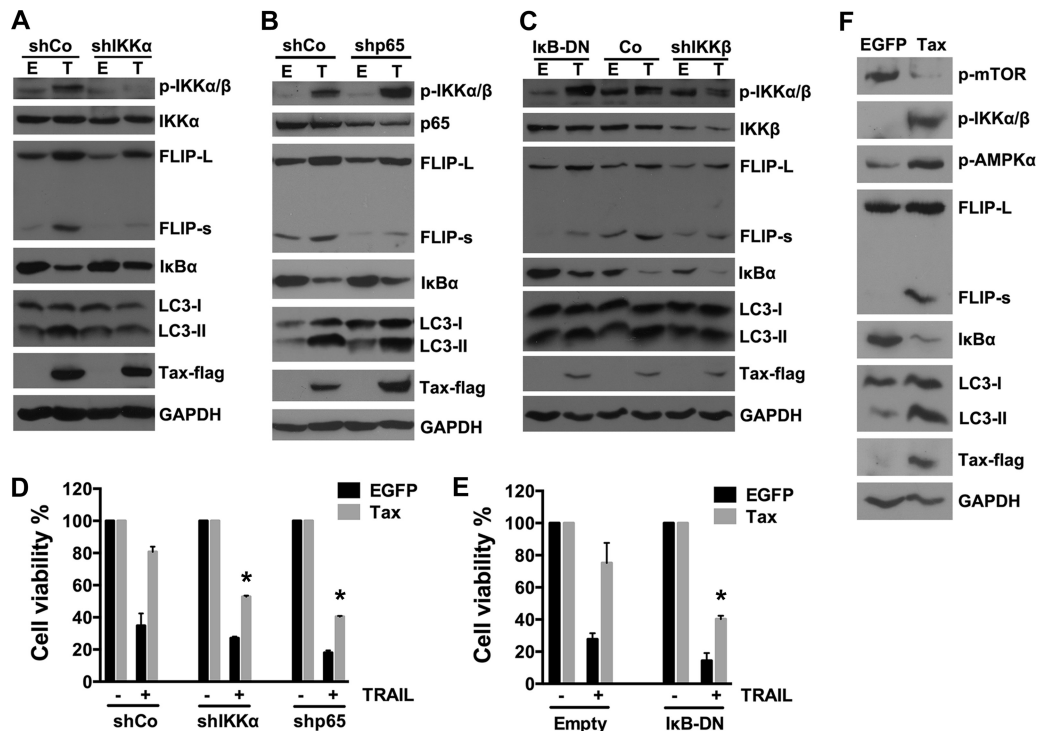 A
shCo shIKKα
E T E T
p-IKKα/β
IKKα
FLIP-L
FLIP-s
IκBα
LC3-I
LC3-II
Tax-flag
GAPDH
B
shCo shp65
E T E T
p-IKKα/β
p65
FLIP-L
FLIP-s
IκBα
LC3-I
LC3-II
Tax-flag
GAPDH
C
IκB-DN Co shIKKβ
E T E T E T
p-IKKα/β
IKKβ
FLIP-L
FLIP-s
IκBα
LC3-I
LC3-II
Tax-flag
GAPDH
F
EGFP Tax
p-mTOR
p-IKKα/β
p-AMPKα
FLIP-L
FLIP-s
IκBα
LC3-I
LC3-II
Tax-flag
GAPDH
D
Cell viability %
120
100
80
60
40
20
0
EGFP
Tax
*
*
- + - + - + TRAIL
shCo shIKKα shp65
E
Cell viability %
120
100
80
60
40
20
0
EGFP
Tax
*
- + - + TRAIL
Empty IκB-DN